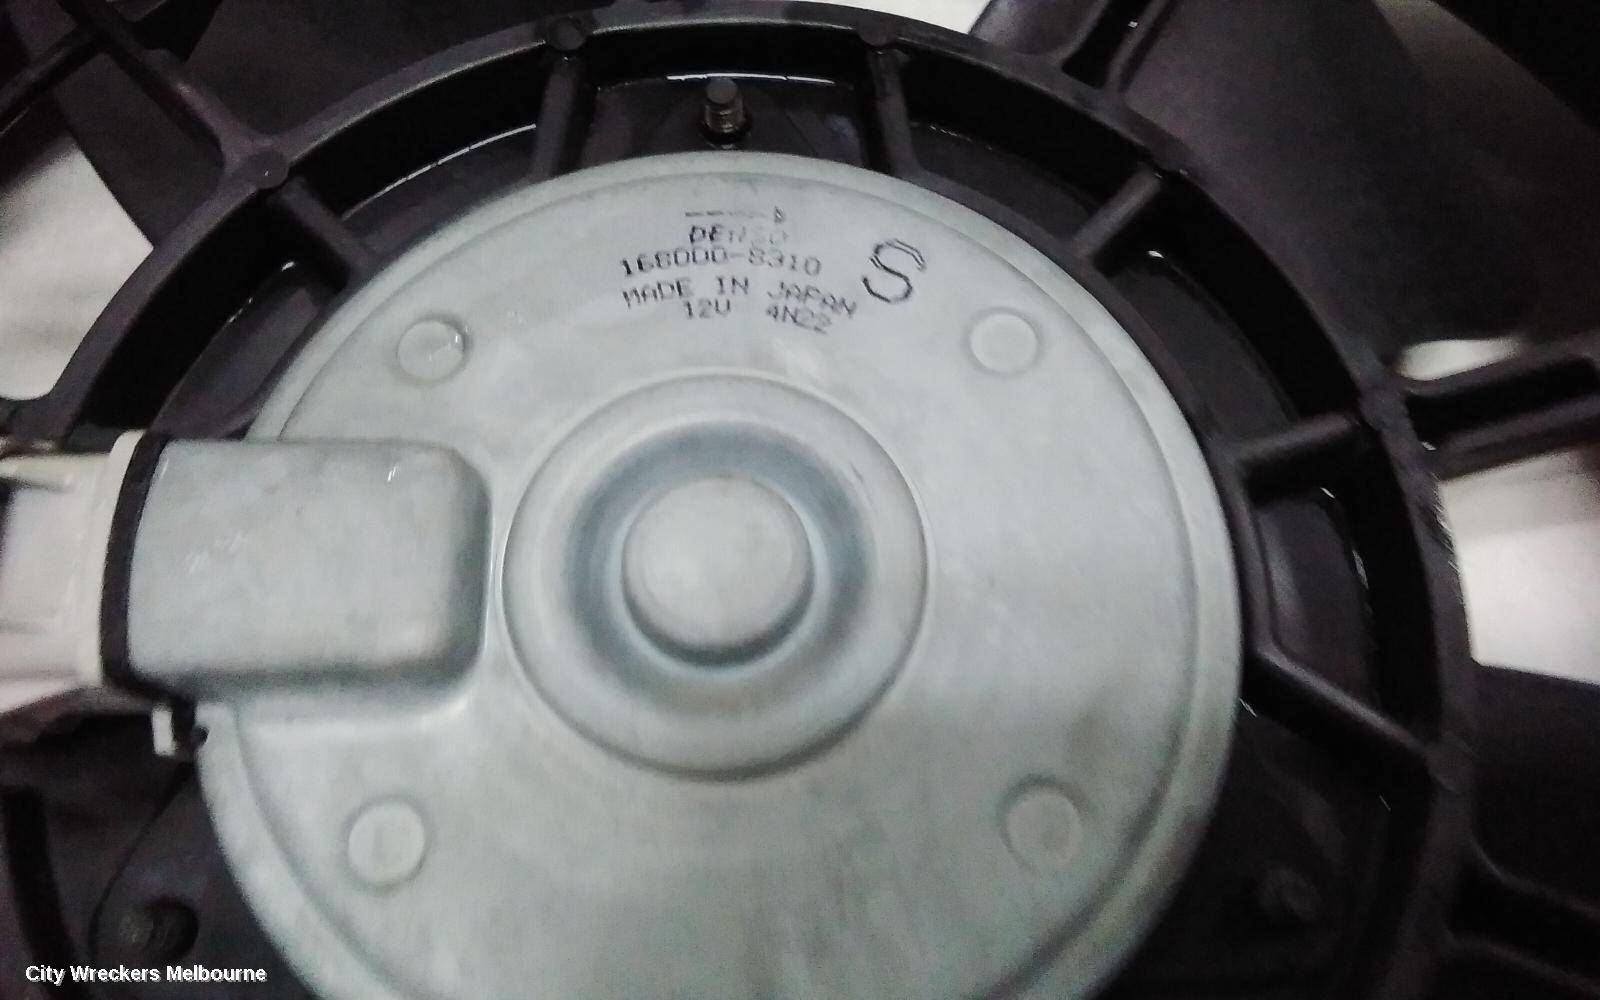 DENSO
168000-8310
S
MADE IN JAPAN
12V 4N22
City Wreckers Melbourne